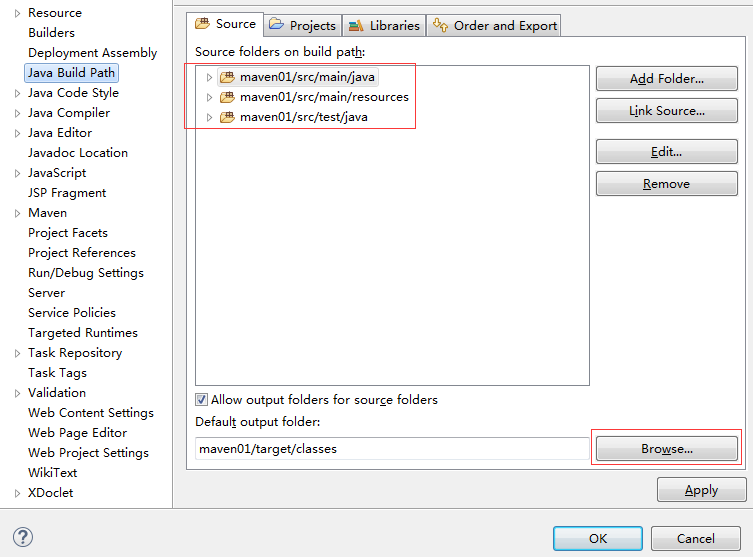 Resource
Builders
Deployment Assembly
Java Build Path
Java Code Style
Java Compiler
Java Editor
Javadoc Location
JavaScript
JSP Fragment
Maven
Project Facets
Project References
Run/Debug Settings
Server
Service Policies
Targeted Runtimes
Task Repository
Task Tags
Validation
Web Content Settings
Web Page Editor
Web Project Settings
WikiText
XDoclet
Source Projects Libraries Order and Export
Source folders on build path:
maven01/src/main/java
maven01/src/main/resources
maven01/src/test/java
Add Folder...
Link Source...
Edit...
Remove
Allow output folders for source folders
Default output folder:
maven01/target/classes
Browse...
Apply
?
OK Cancel